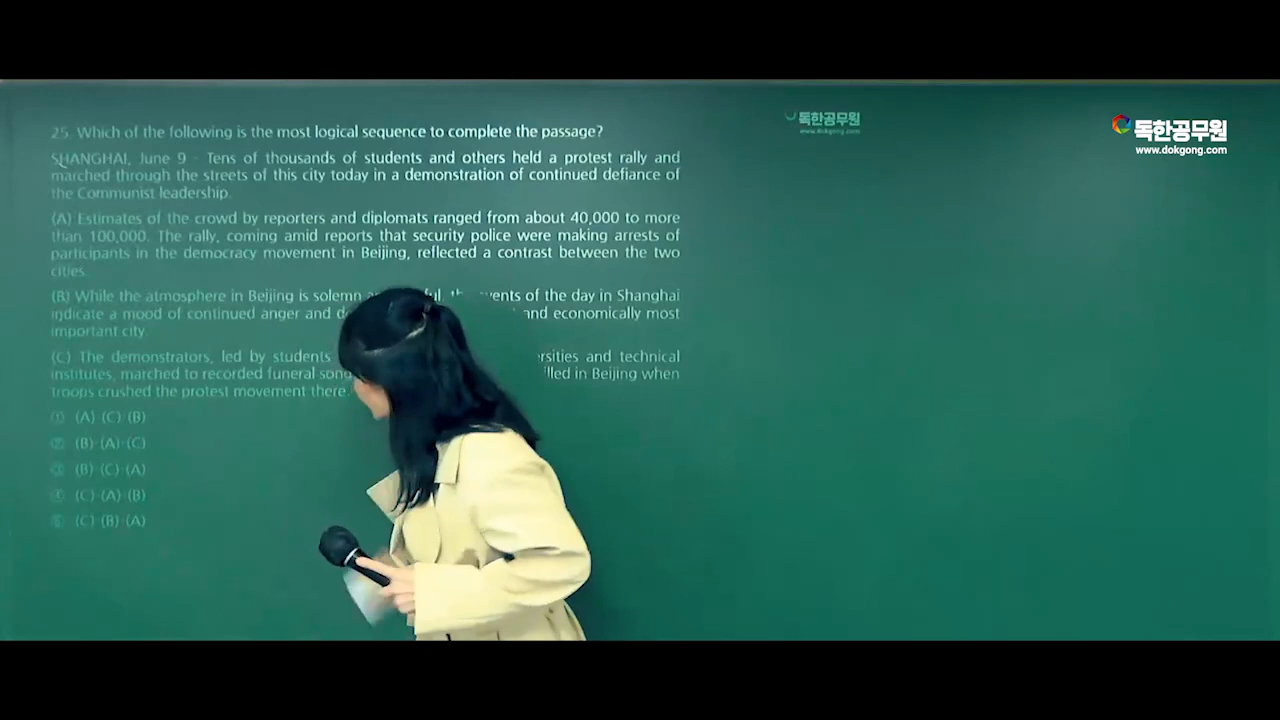 25. Which of the following is the most logical sequence to complete the passage?
SHANGHAI, June 9 - Tens of thousands of students and others held a protest rally and
marched through the streets of this city today in a demonstration of continued defiance of
the Communist leadership.
(A) Estimates of the crowd by reporters and diplomats ranged from about 40,000 to more
than 100,000. The rally, coming amid reports that security police were making arrests of
participants in the democracy movement in Beijing, reflected a contrast between the two
cities.
(B) While the atmosphere in Beijing is solemn of the day in Shanghai
indicate a mood of continued anger and and economically most
important city.
(C) The demonstrators, led by students and technical
institutes, marched to recorded funeral in Beijing when
troops crushed the protest movement there.
① (A)-(C)-(B)
② (B)-(A)-(C)
③ (B)-(C)-(A)
④ (C)-(A)-(B)
⑤ (C)-(B)-(A)
독한공무원
www.dokgong.com
독한공무원
www.dokgong.com